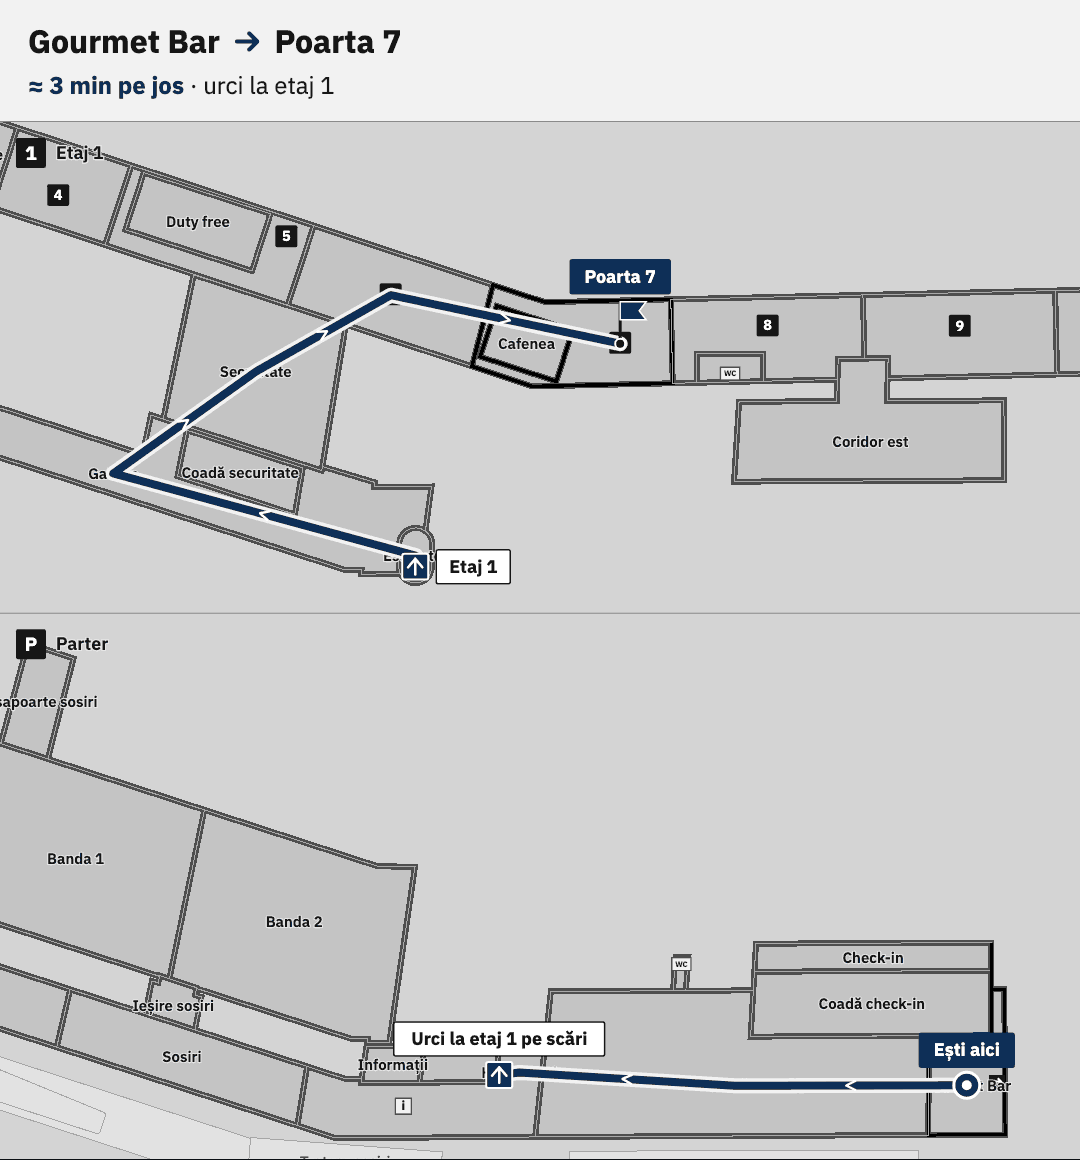 Gourmet Bar → Poarta 7
≈ 3 min pe jos · urci la etaj 1
1 Etaj 1
4
Duty free
5
Poarta 7
8
9
Cafenea
WC
Coridor est
Coadă securitate
Etaj 1
P Parter
sosiri
Banda 1
Banda 2
WC
Check-in
Coadă check-in
Ieșire sosiri
Urci la etaj 1 pe scări
Ești aici
Sosiri
Informații
Bar
i